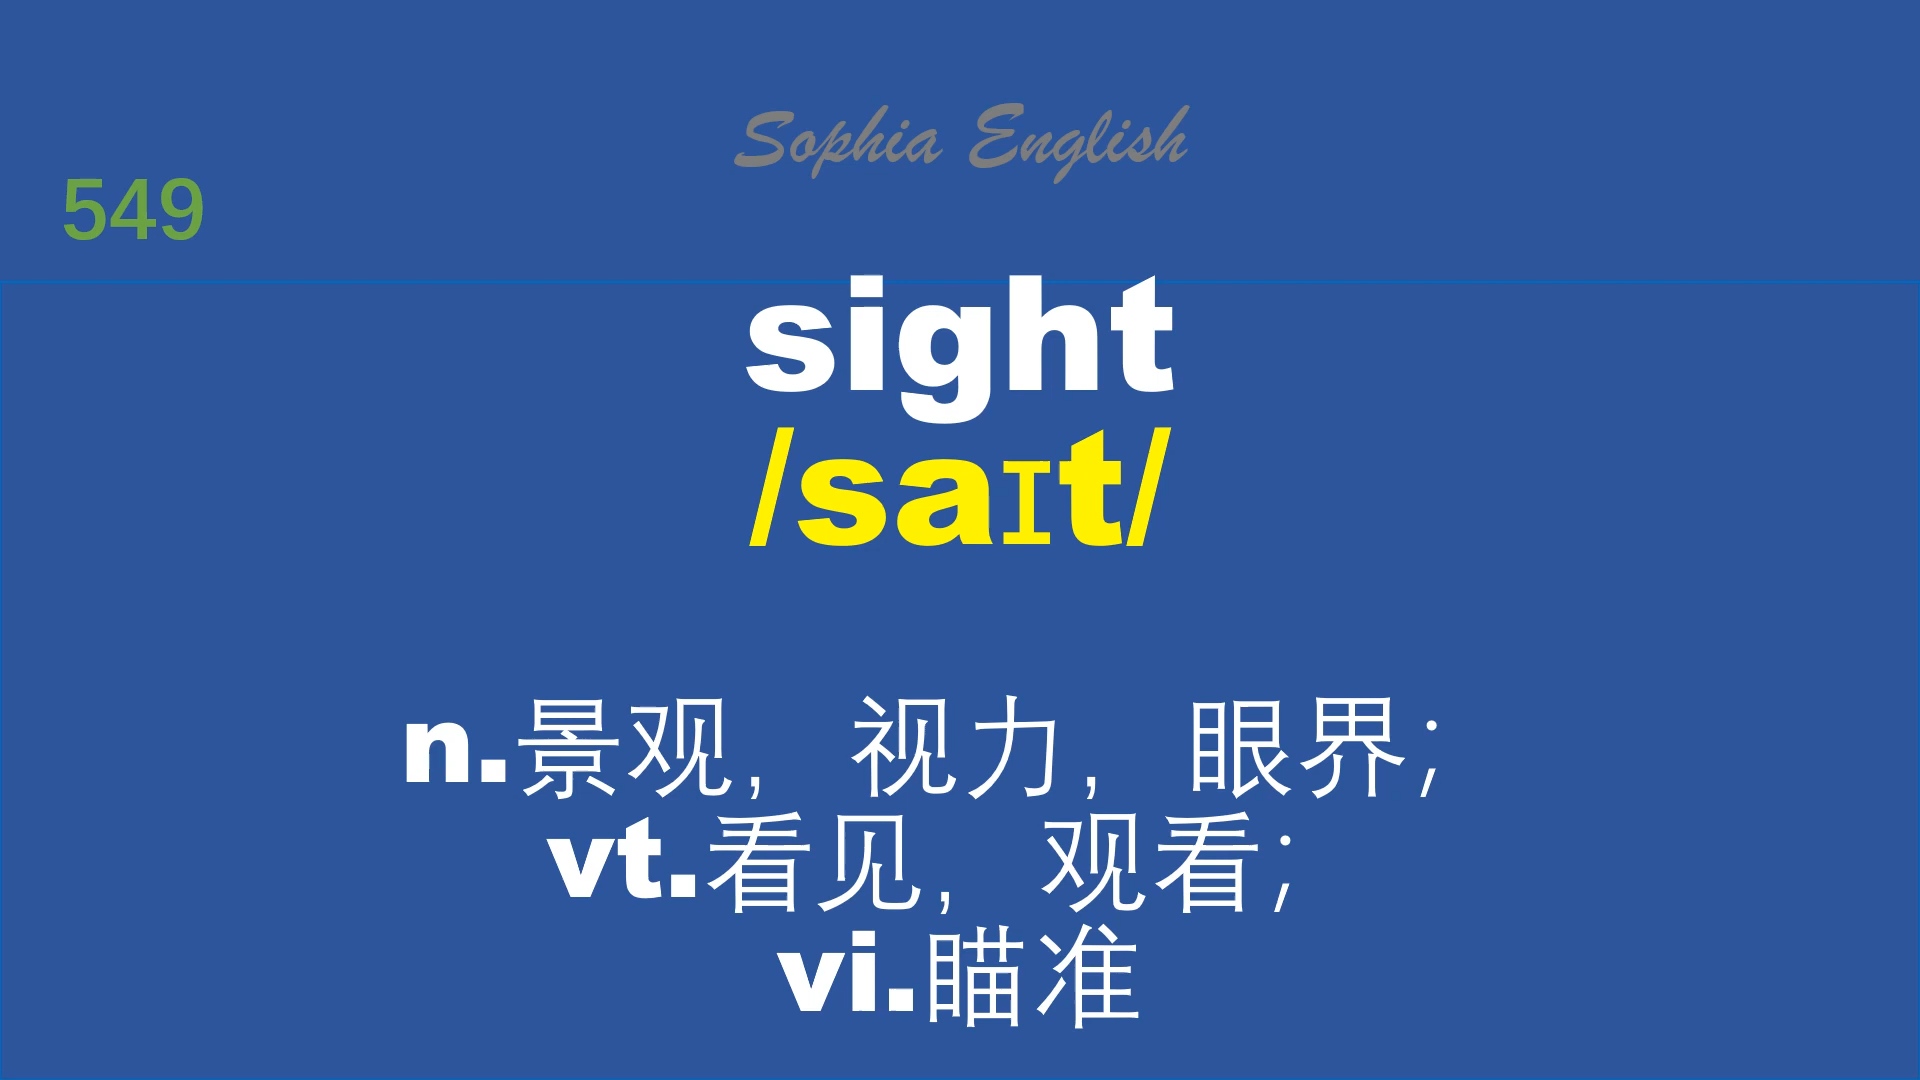 Sophia English
549
sight
/saɪt/
n.景观，视力，眼界；
vt.看见，观看；
vi.瞄准